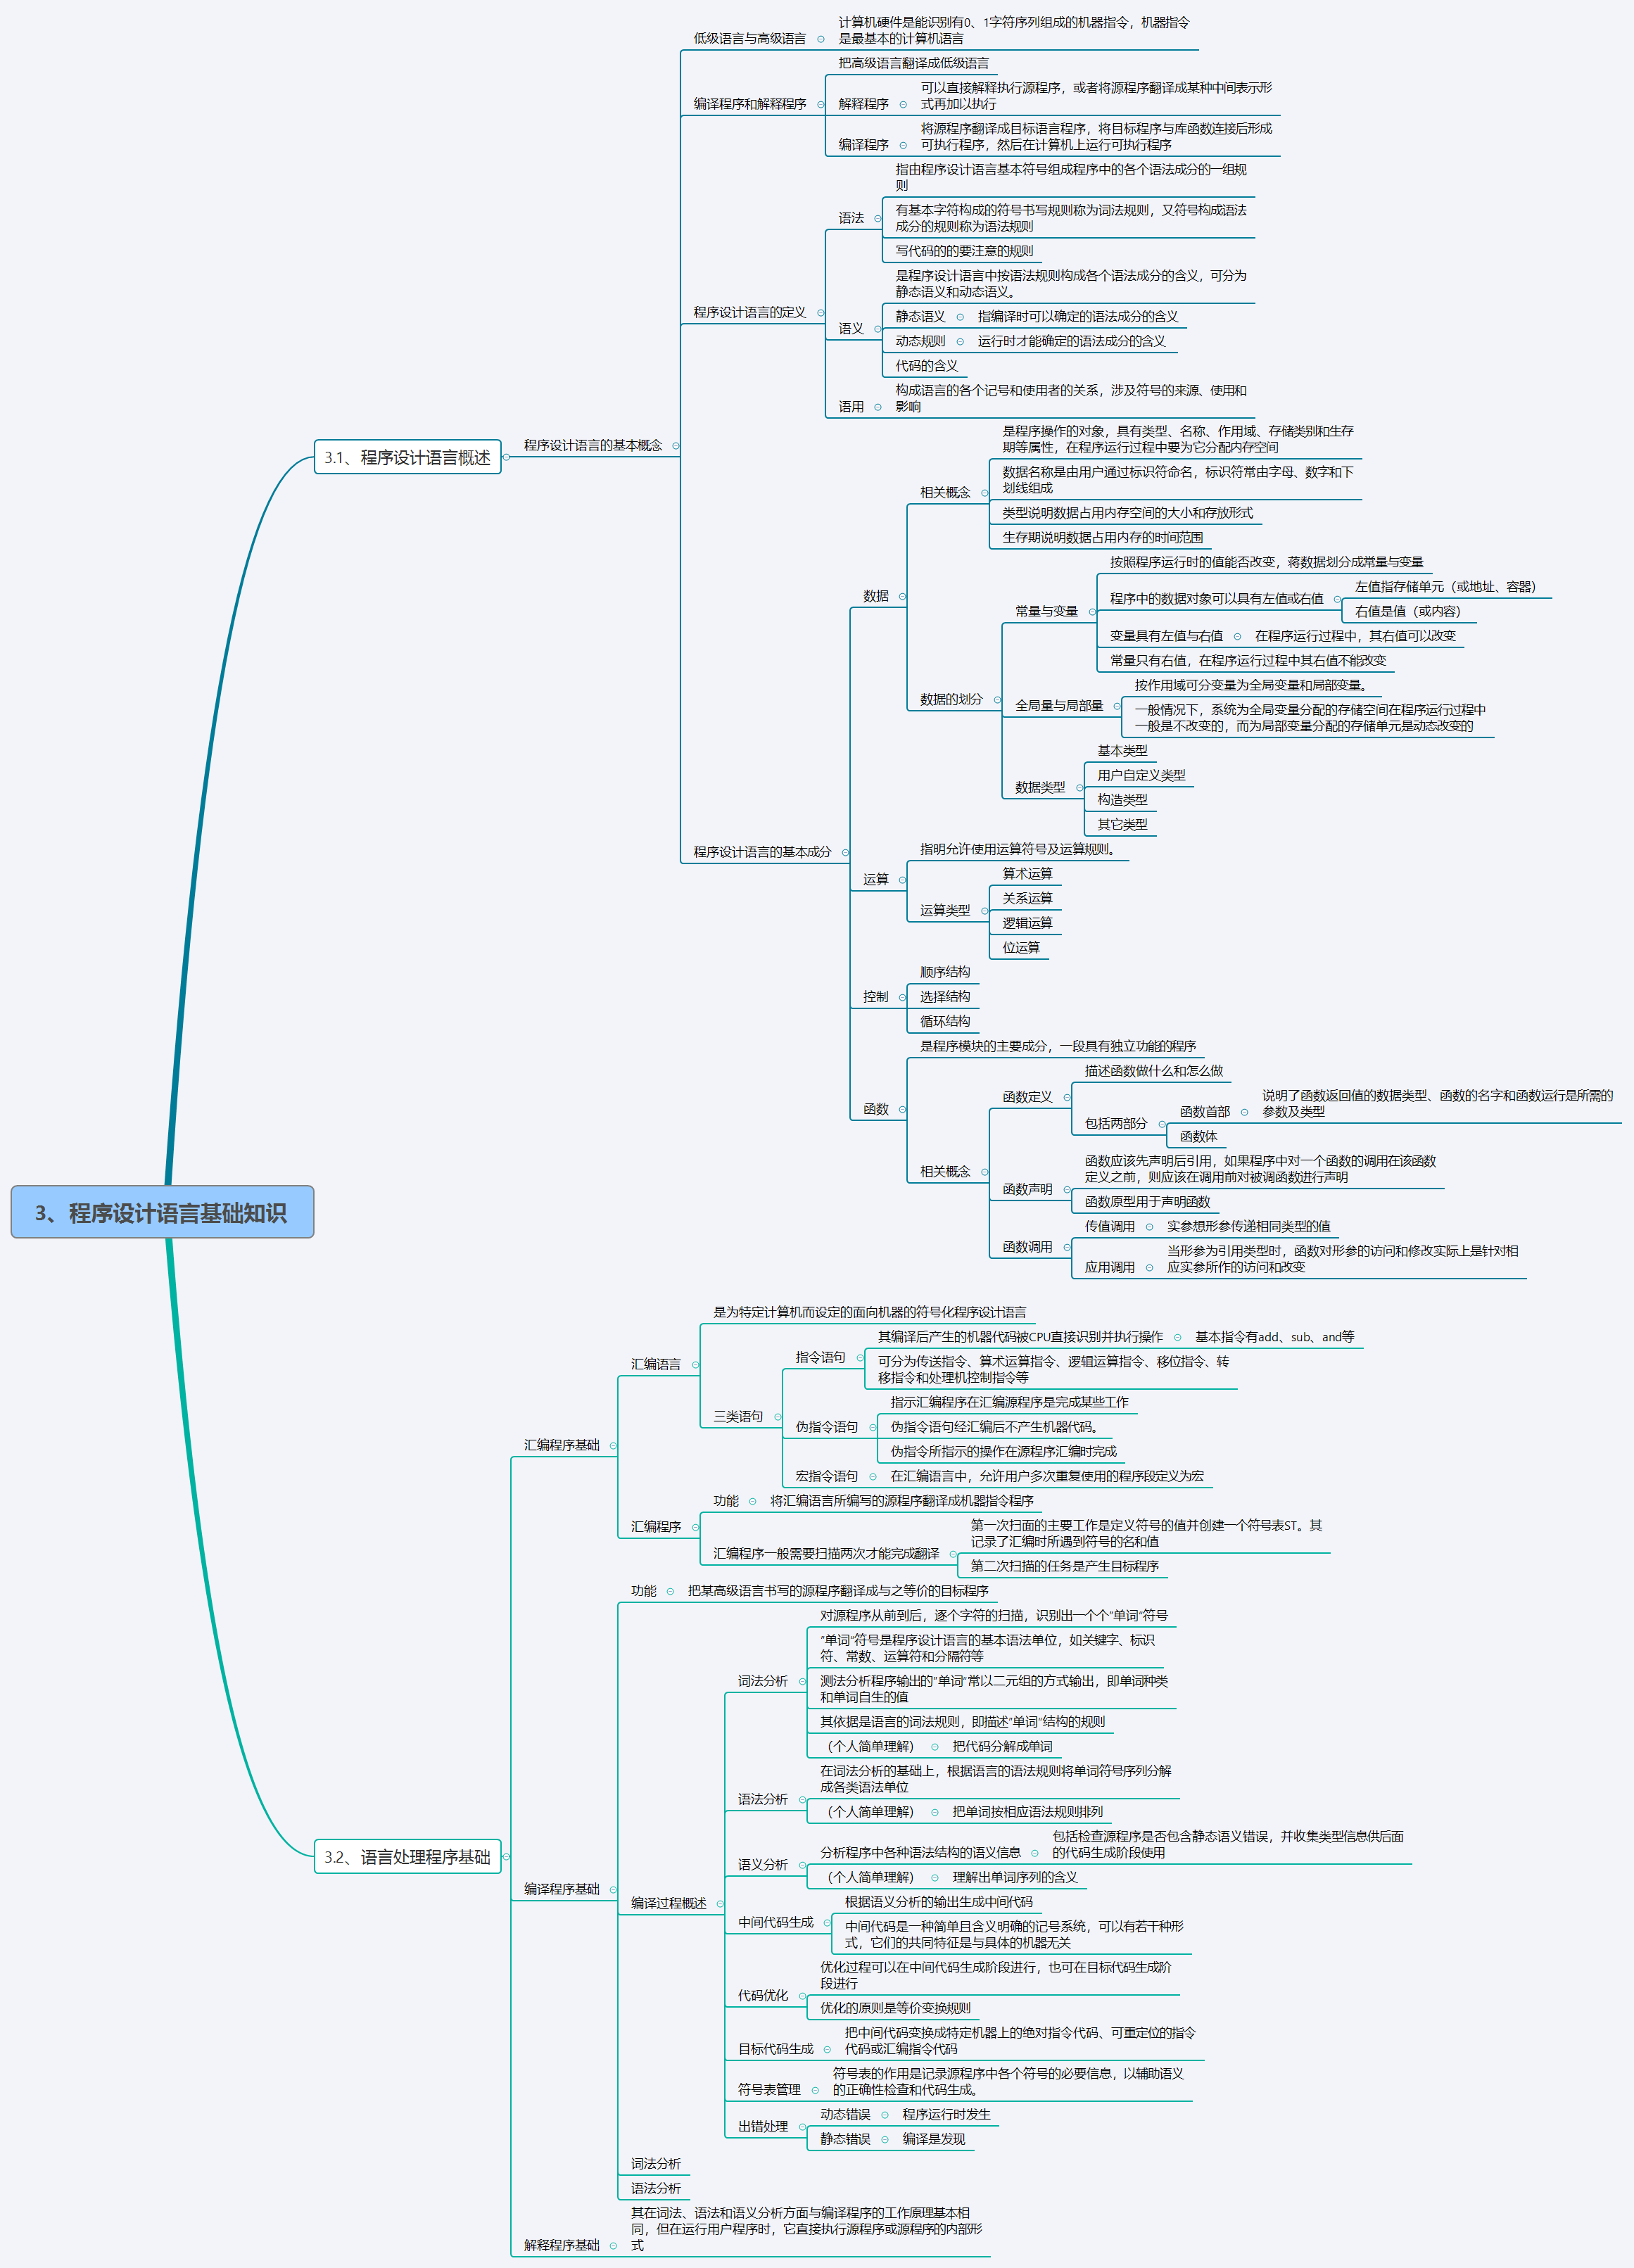 3、程序设计语言基础知识
3.1、程序设计语言概述
程序设计语言的基本概念
低级语言与高级语言
计算机硬件是能识别有0、1字符序列组成的机器指令，机器指令
是最基本的计算机语言
编译程序和解释程序
把高级语言翻译成低级语言
解释程序
可以直接解释执行源程序，或者将源程序翻译成某种中间表示形
式再加以执行
编译程序
将源程序翻译成目标语言程序，将目标程序与库函数连接后形成
可执行程序，然后在计算机上运行可执行程序
程序设计语言的定义
语法
指由程序设计语言基本符号组成程序中的各个语法成分的一组规
则
有基本字符构成的符号书写规则称为词法规则，又符号构成语法
成分的规则称为语法规则
写代码的的要注意的规则
语义
是程序设计语言中按语法规则构成各个语法成分的含义，可分为
静态语义和动态语义。
静态语义
指编译时可以确定的语法成分的含义
动态规则
运行时才能确定的语法成分的含义
代码的含义
语用
构成语言的各个记号和使用者的关系，涉及符号的来源、使用和
影响
程序设计语言的基本成分
数据
相关概念
是程序操作的对象，具有类型、名称、作用域、存储类别和生存
期等属性，在程序运行过程中要为它分配内存空间
数据名称是由用户通过标识符命名，标识符常由字母、数字和下
划线组成
类型说明数据占用内存空间的大小和存放形式
生存期说明数据占用内存的时间范围
数据的划分
常量与变量
按照程序运行时的值能否改变，蒋数据划分成常量与变量
程序中的数据对象可以具有左值或右值
左值指存储单元（或地址、容器）
右值是值（或内容）
变量具有左值与右值
在程序运行过程中，其右值可以改变
常量只有右值，在程序运行过程中其右值不能改变
全局量与局部量
按作用域可分变量为全局变量和局部变量。
一般情况下，系统为全局变量分配的存储空间在程序运行过程中
一般是不改变的，而为局部变量分配的存储单元是动态改变的
数据类型
基本类型
用户自定义类型
构造类型
其它类型
运算
指明允许使用运算符号及运算规则。
运算类型
算术运算
关系运算
逻辑运算
位运算
控制
顺序结构
选择结构
循环结构
函数
是程序模块的主要成分，一段具有独立功能的程序
相关概念
函数定义
描述函数做什么和怎么做
包括两部分
函数首部
说明了函数返回值的数据类型、函数的名字和函数运行是所需的
参数及类型
函数体
函数声明
函数应该先声明后引用，如果程序中对一个函数的调用在该函数
定义之前，则应该在调用前对被调函数进行声明
函数原型用于声明函数
函数调用
传值调用
实参想形参传递相同类型的值
应用调用
当形参为引用类型时，函数对形参的访问和修改实际上是针对相
应实参所作的访问和改变
3.2、语言处理程序基础
汇编程序基础
汇编语言
是为特定计算机而设定的面向机器的符号化程序设计语言
三类语句
指令语句
其编译后产生的机器代码被CPU直接识别并执行操作
基本指令有add、sub、and等
可分为传送指令、算术运算指令、逻辑运算指令、移位指令、转
移指令和处理机控制指令等
伪指令语句
指示汇编程序在汇编源程序是完成某些工作
伪指令语句经汇编后不产生机器代码。
伪指令所指示的操作在源程序汇编时完成
宏指令语句
在汇编语言中，允许用户多次重复使用的程序段定义为宏
汇编程序
功能
将汇编语言所编写的源程序翻译成机器指令程序
汇编程序一般需要扫描两次才能完成翻译
第一次扫面的主要工作是定义符号的值并创建一个符号表ST。其
记录了汇编时所遇到符号的名和值
第二次扫描的任务是产生目标程序
编译程序基础
功能
把某高级语言书写的源程序翻译成与之等价的目标程序
编译过程概述
词法分析
对源程序从前到后，逐个字符的扫描，识别出一个个“单词”符号
“单词”符号是程序设计语言的基本语法单位，如关键字、标识
符、常数、运算符和分隔符等
测法分析程序输出的“单词”常以二元组的方式输出，即单词种类
和单词自生的值
其依据是语言的词法规则，即描述“单词”结构的规则
（个人简单理解）
把代码分解成单词
语法分析
在词法分析的基础上，根据语言的语法规则将单词符号序列分解
成各类语法单位
（个人简单理解）
把单词按相应语法规则排列
语义分析
分析程序中各种语法结构的语义信息
包括检查源程序是否包含静态语义错误，并收集类型信息供后面
的代码生成阶段使用
（个人简单理解）
理解出单词序列的含义
中间代码生成
根据语义分析的输出生成中间代码
中间代码是一种简单且含义明确的记号系统，可以有若干种形
式，它们的共同特征是与具体的机器无关
代码优化
优化过程可以在中间代码生成阶段进行，也可在目标代码生成阶
段进行
优化的原则是等价变换规则
目标代码生成
把中间代码变换成特定机器上的绝对指令代码、可重定位的指令
代码或汇编指令代码
符号表管理
符号表的作用是记录源程序中各个符号的必要信息，以辅助语义
的正确性检查和代码生成。
出错处理
动态错误
程序运行时发生
静态错误
编译是发现
词法分析
语法分析
解释程序基础
其在词法、语法和语义分析方面与编译程序的工作原理基本相
同，但在运行用户程序时，它直接执行源程序或源程序的内部形
式